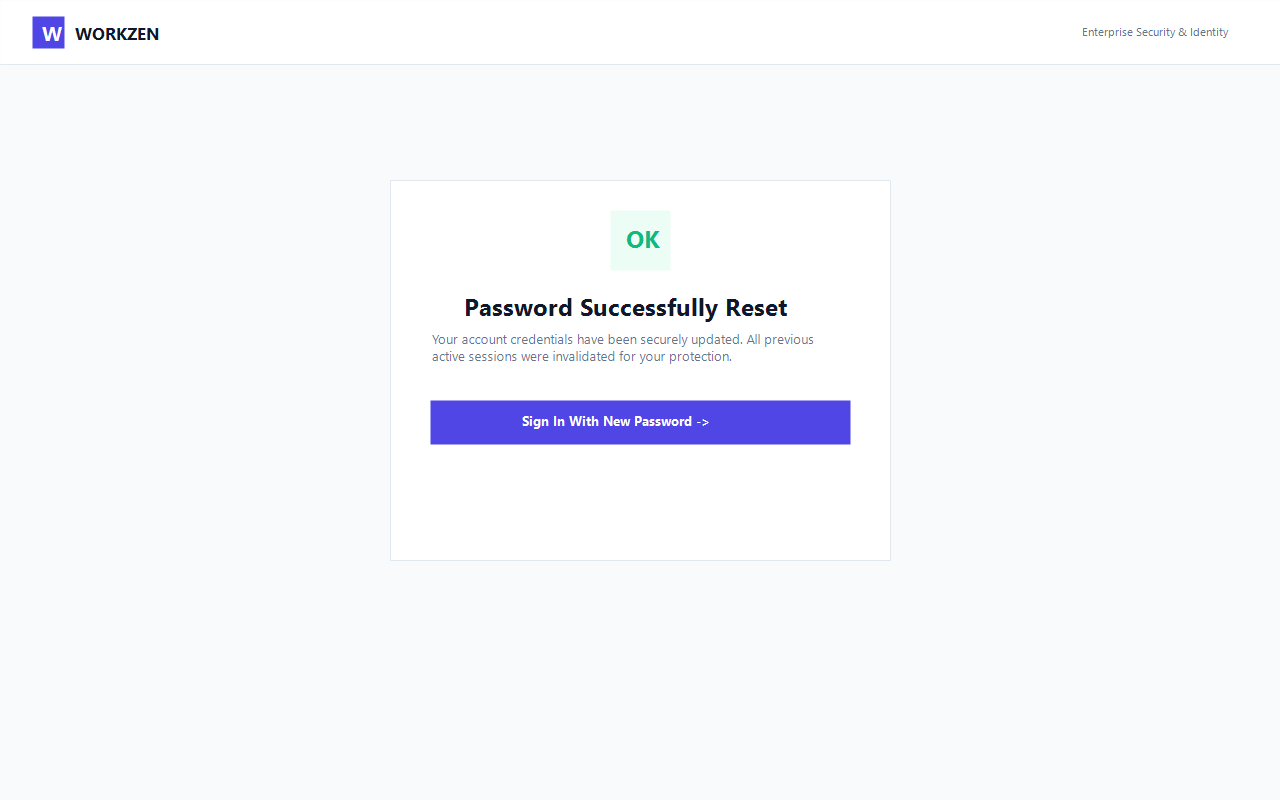 W WORKZEN
Enterprise Security & Identity
OK
Password Successfully Reset
Your account credentials have been securely updated. All previous
active sessions were invalidated for your protection.
Sign In With New Password ->